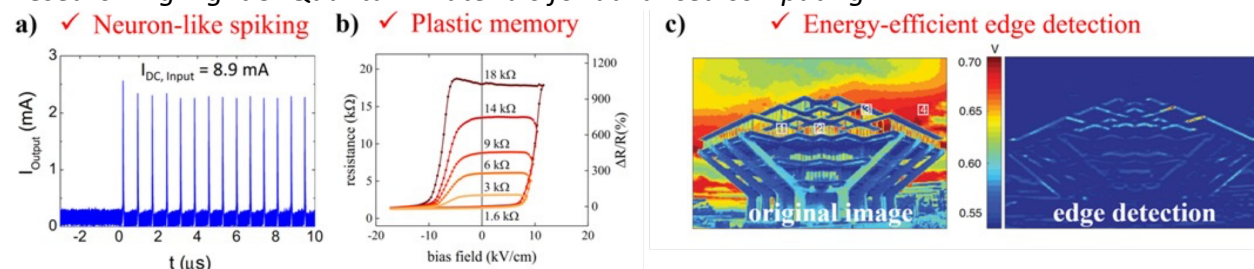 a) ✓ Neuron-like spiking
I_DC, Input = 8.9 mA
I_Output (mA)
3
2
1
0
-2 0 2 4 6 8 10
t (μs)
b) ✓ Plastic memory
resistance (kΩ)
20
15
10
5
0
18 kΩ
14 kΩ
9 kΩ
6 kΩ
3 kΩ
1.6 kΩ
1200
900
600
300
0
ΔR/R(%)
-20 -10 0 10 20
bias field (kV/cm)
c) ✓ Energy-efficient edge detection
1
2
3
4
original image
V
0.70
0.65
0.60
0.55
edge detection